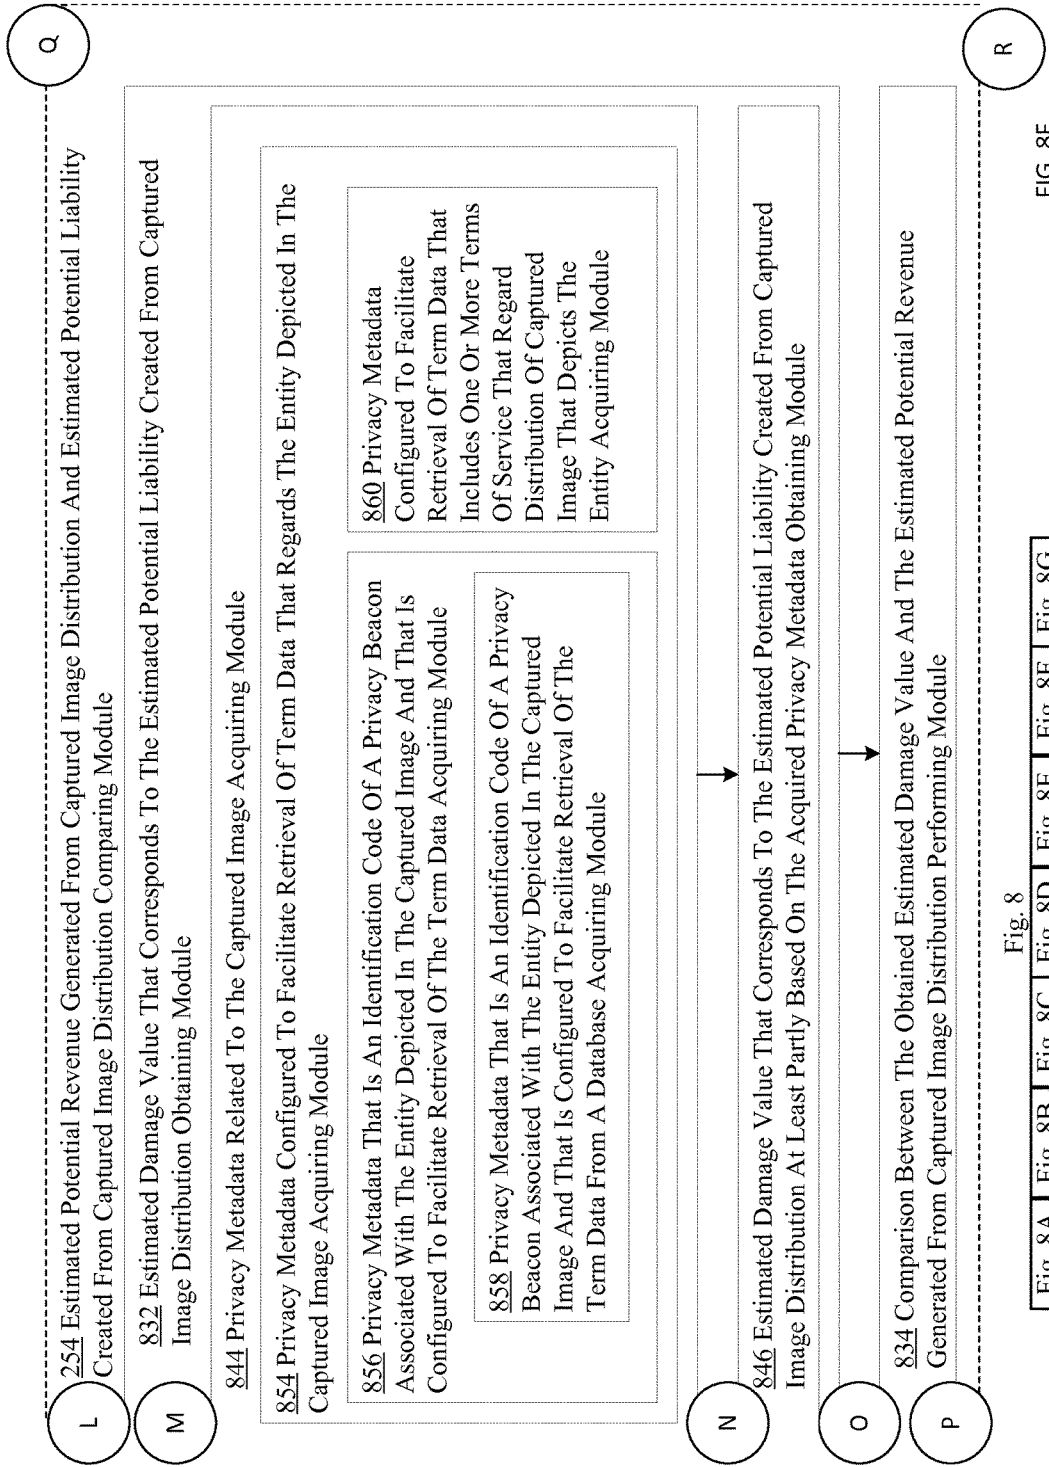 Q
L
254 Estimated Potential Revenue Generated From Captured Image Distribution And Estimated Potential Liability
Created From Captured Image Distribution Comparing Module
M
832 Estimated Damage Value That Corresponds To The Estimated Potential Liability Created From Captured
Image Distribution Obtaining Module
844 Privacy Metadata Related To The Captured Image Acquiring Module
854 Privacy Metadata Configured To Facilitate Retrieval Of Term Data That Regards The Entity Depicted In The
Captured Image Acquiring Module
856 Privacy Metadata That Is An Identification Code Of A Privacy Beacon
Associated With The Entity Depicted In The Captured Image And That Is
Configured To Facilitate Retrieval Of The Term Data Acquiring Module
858 Privacy Metadata That Is An Identification Code Of A Privacy
Beacon Associated With The Entity Depicted In The Captured
Image And That Is Configured To Facilitate Retrieval Of The
Term Data From A Database Acquiring Module
860 Privacy Metadata
Configured To Facilitate
Retrieval Of Term Data That
Includes One Or More Terms
Of Service That Regard
Distribution Of Captured
Image That Depicts The
Entity Acquiring Module
N
846 Estimated Damage Value That Corresponds To The Estimated Potential Liability Created From Captured
Image Distribution At Least Partly Based On The Acquired Privacy Metadata Obtaining Module
O
P
834 Comparison Between The Obtained Estimated Damage Value And The Estimated Potential Revenue
Generated From Captured Image Distribution Performing Module
R
Fig. 8
Fig. 8A Fig. 8B Fig. 8C Fig. 8D Fig. 8E Fig. 8F Fig. 8G
FIG. 8E